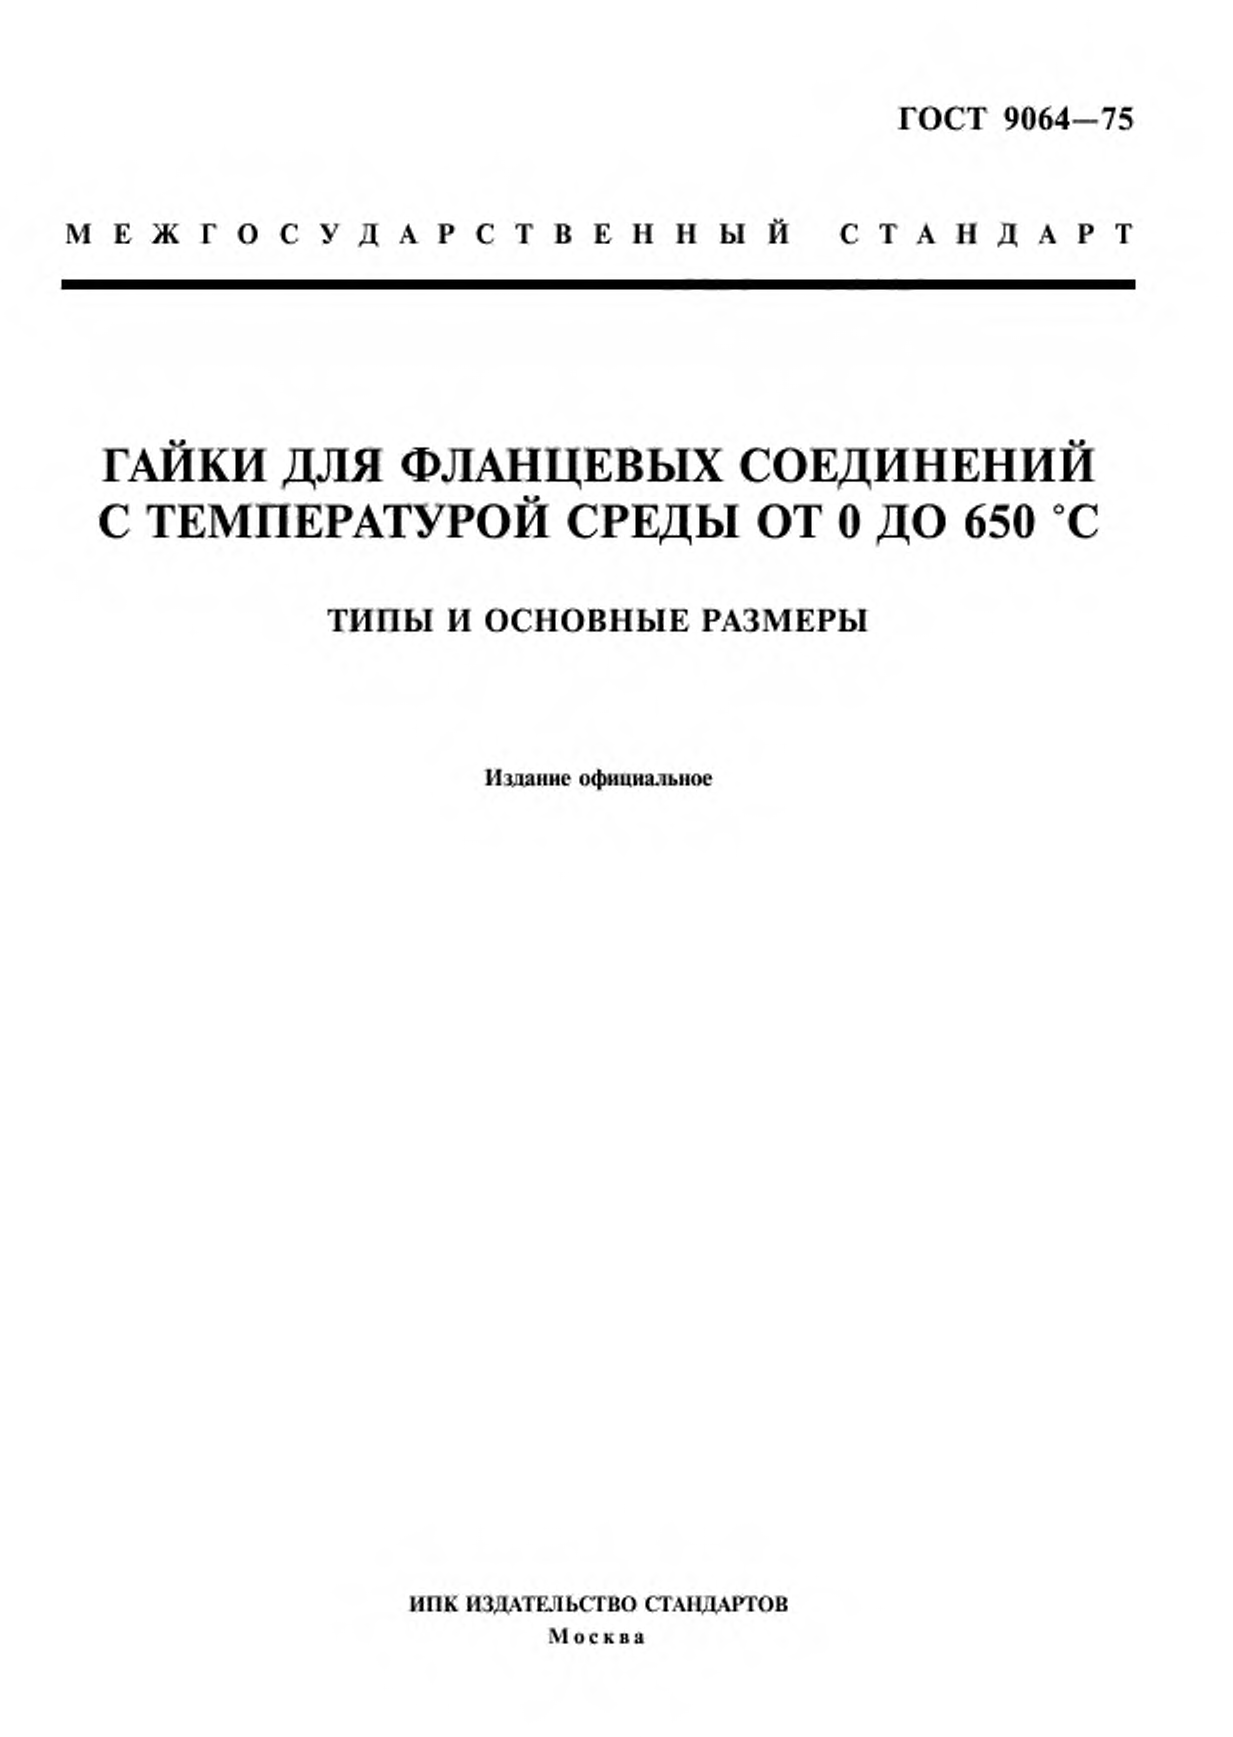 ГОСТ 9064—75
МЕЖГОСУДАРСТВЕННЫЙ СТАНДАРТ
ГАЙКИ ДЛЯ ФЛАНЦЕВЫХ СОЕДИНЕНИЙ
С ТЕМПЕРАТУРОЙ СРЕДЫ ОТ 0 ДО 650 °С
ТИПЫ И ОСНОВНЫЕ РАЗМЕРЫ
Издание официальное
ИПК ИЗДАТЕЛЬСТВО СТАНДАРТОВ
Москва